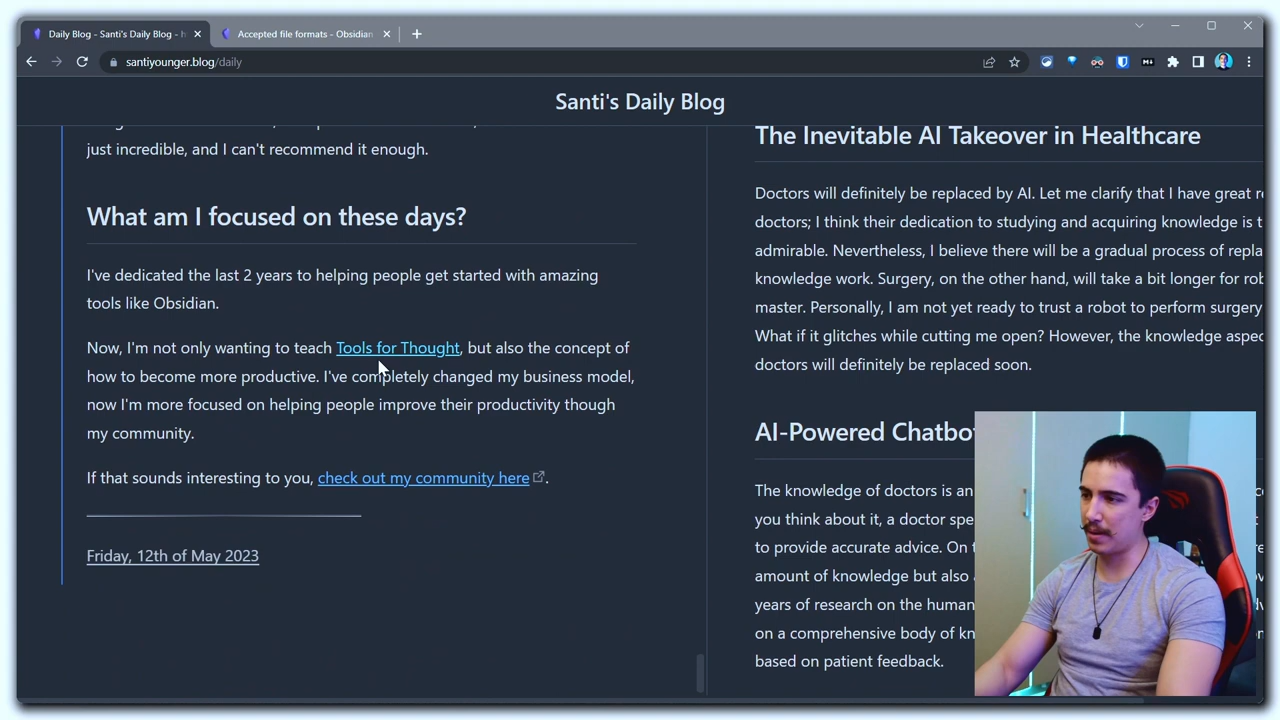 Daily Blog - Santi's Daily Blog -
Accepted file formats - Obsidian
santiyounger.blog/daily
Santi's Daily Blog
just incredible, and I can't recommend it enough.
What am I focused on these days?
I've dedicated the last 2 years to helping people get started with amazing
tools like Obsidian.
Now, I'm not only wanting to teach Tools for Thought, but also the concept of
how to become more productive. I've completely changed my business model,
now I'm more focused on helping people improve their productivity though
my community.
If that sounds interesting to you, check out my community here.
Friday, 12th of May 2023
The Inevitable AI Takeover in Healthcare
Doctors will definitely be replaced by AI. Let me clarify that I have great
doctors; I think their dedication to studying and acquiring knowledge is
admirable. Nevertheless, I believe there will be a gradual process of
knowledge work. Surgery, on the other hand, will take a bit longer for
master. Personally, I am not yet ready to trust a robot to perform surgery
What if it glitches while cutting me open? However, the knowledge
doctors will definitely be replaced soon.
AI-Powered
The knowledge of doctors is an
you think about it, a doctor
to provide accurate advice. On
amount of knowledge but also
years of research on the human
on a comprehensive body of
based on patient feedback.